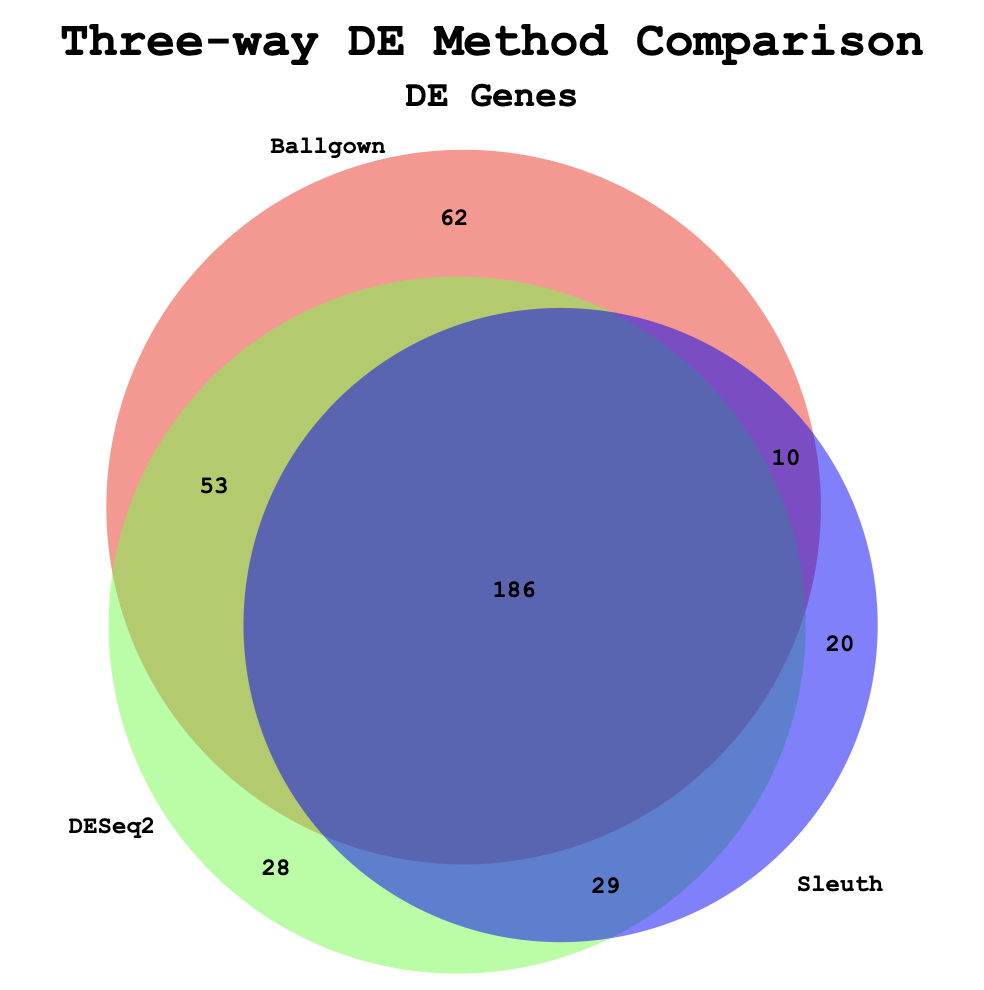 Three-way DE Method Comparison
DE Genes
Ballgown
62
10
53
186
20
DESeq2
28
29
Sleuth